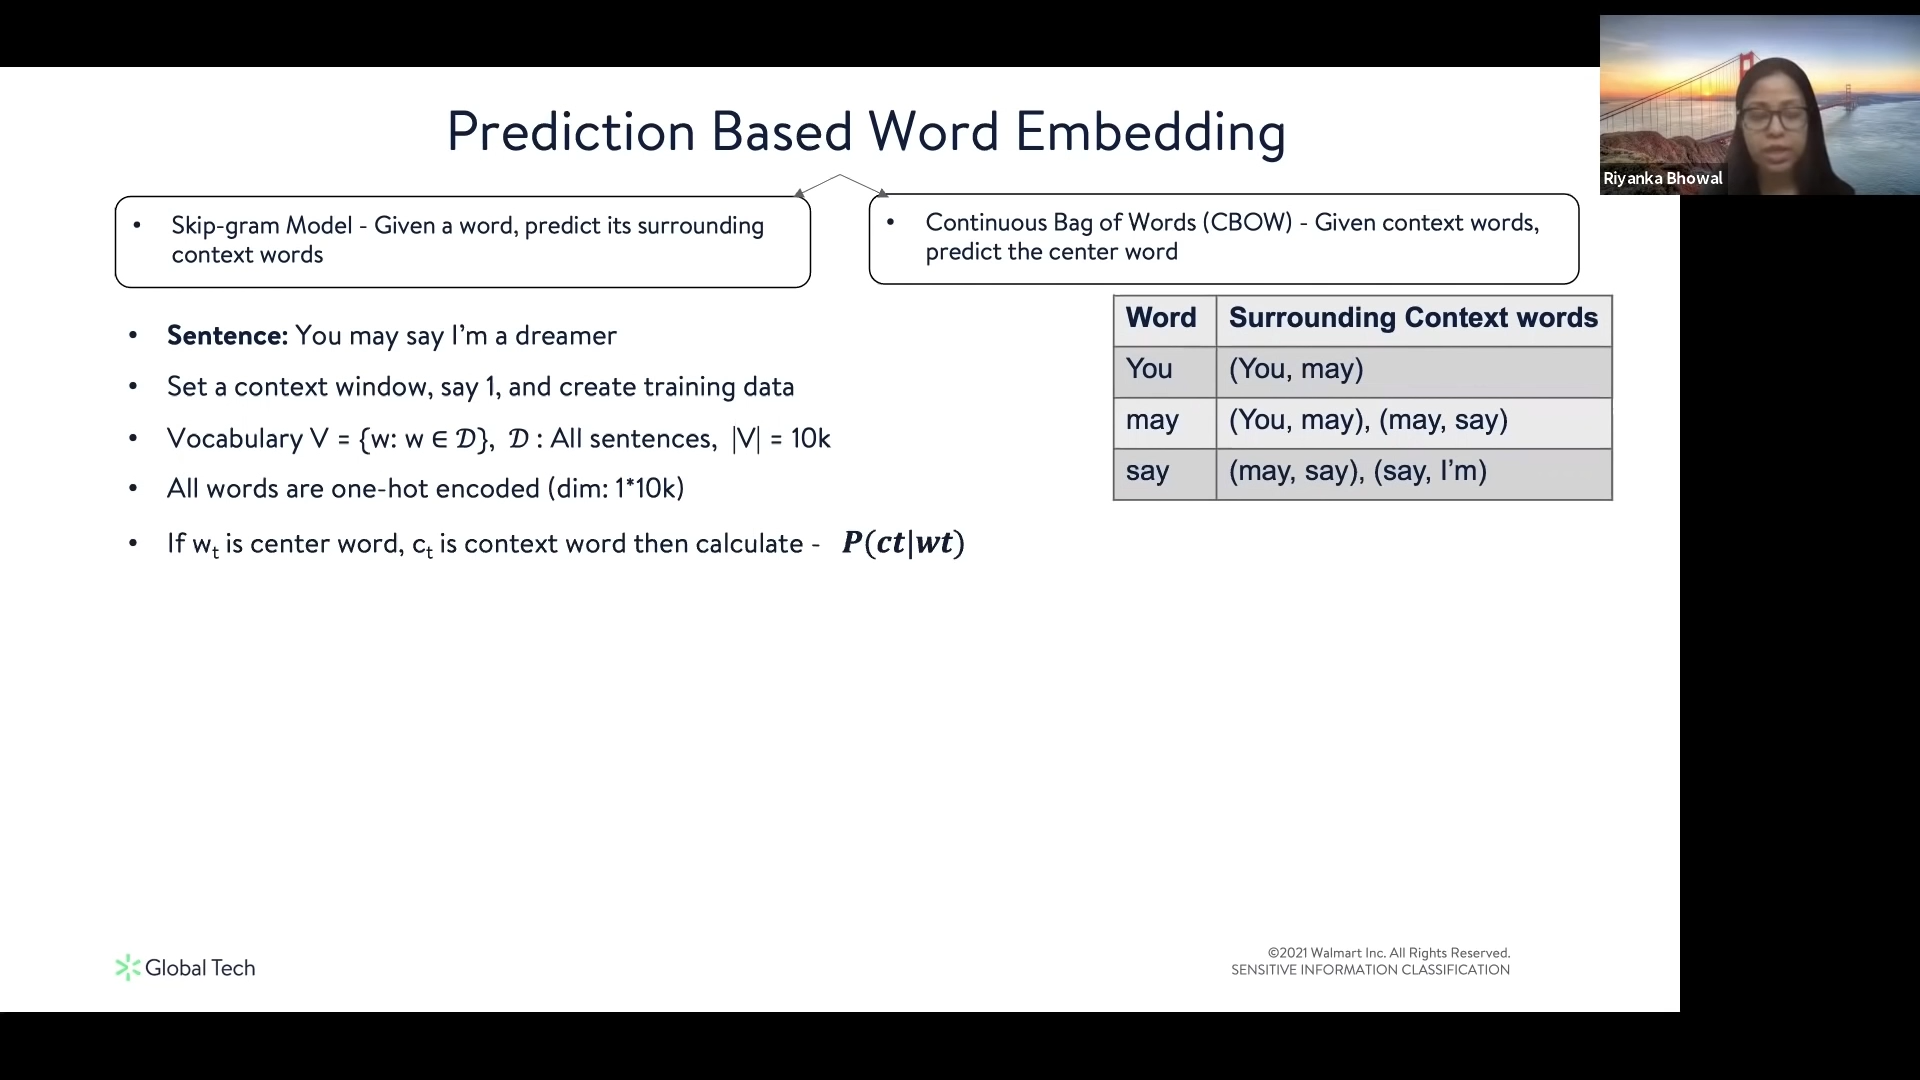 Prediction Based Word Embedding
Riyanka Bhowal
• Skip-gram Model - Given a word, predict its surrounding
context words
• Continuous Bag of Words (CBOW) - Given context words,
predict the center word
• Sentence: You may say I'm a dreamer
• Set a context window, say 1, and create training data
• Vocabulary V = {w: w ∈ 𝒟}, 𝒟 : All sentences, |V| = 10k
• All words are one-hot encoded (dim: 1*10k)
• If wₜ is center word, cₜ is context word then calculate - P(ct|wt)
Word Surrounding Context words
You (You, may)
may (You, may), (may, say)
say (may, say), (say, I'm)
Global Tech
©2021 Walmart Inc. All Rights Reserved.
SENSITIVE INFORMATION CLASSIFICATION